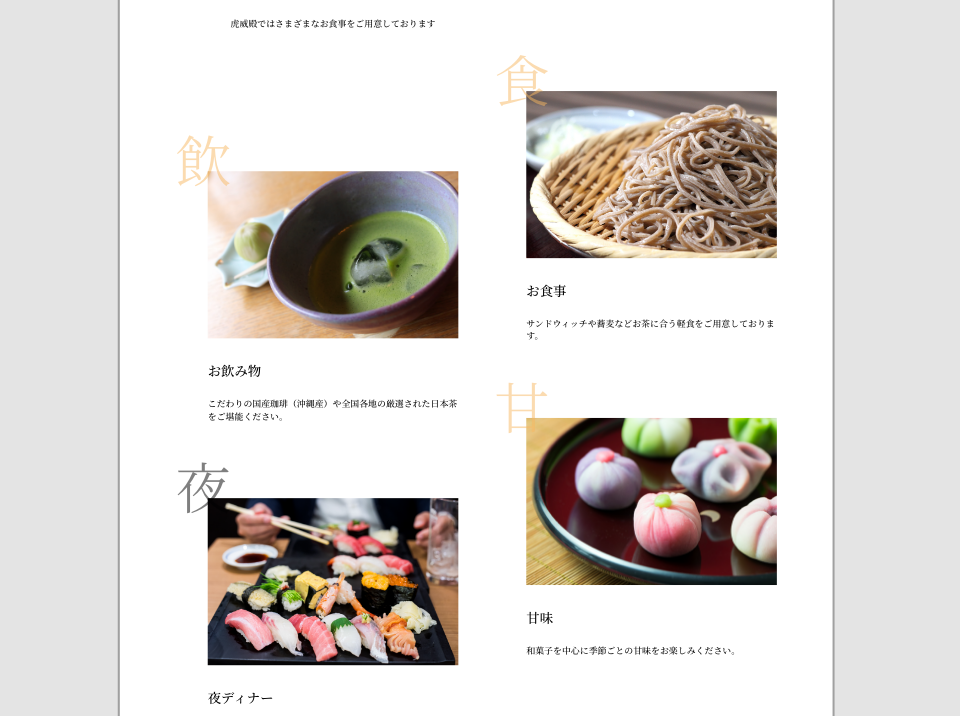 虎威殿ではさまざまなお食事をご用意しております
飲
お飲み物
こだわりの国産珈琲（沖縄産）や全国各地の厳選された日本茶
をご堪能ください。
食
お食事
サンドウィッチや蕎麦などお茶に合う軽食をご用意しておりま
す。
夜
夜ディナー
甘
甘味
和菓子を中心に季節ごとの甘味をお楽しみください。